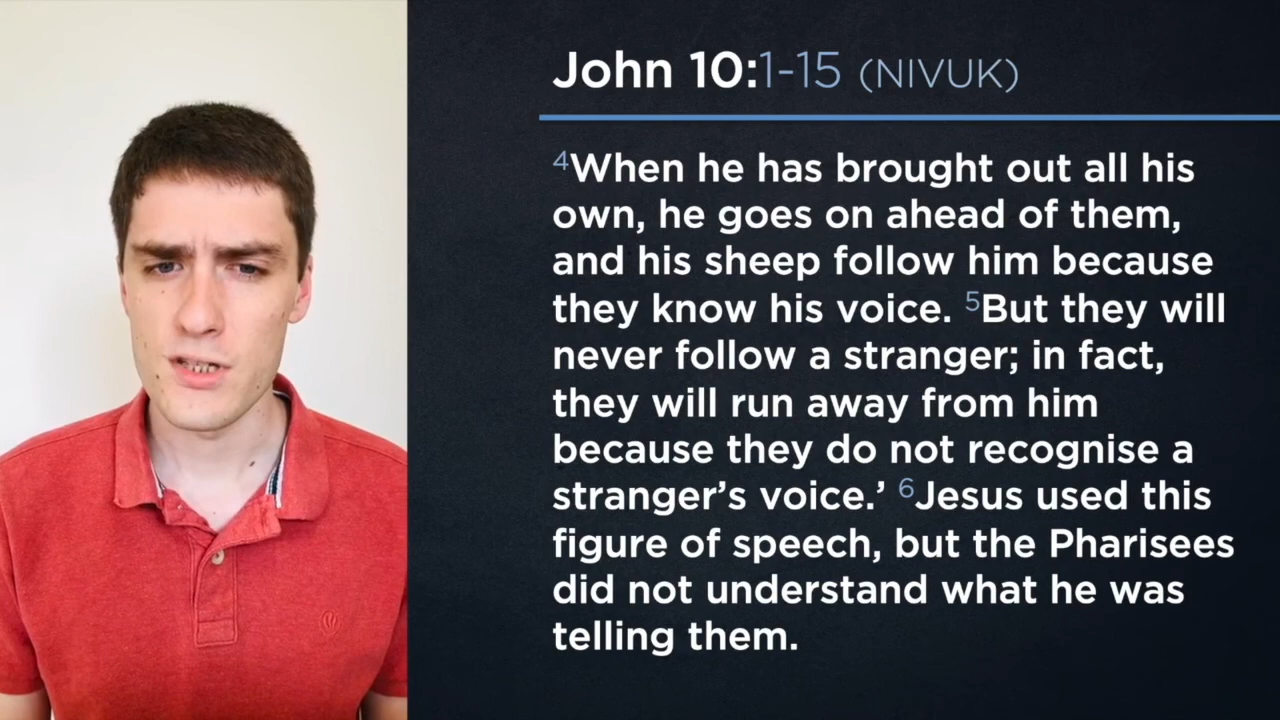 John 10:1-15 (NIVUK)
4When he has brought out all his
own, he goes on ahead of them,
and his sheep follow him because
they know his voice. 5But they will
never follow a stranger; in fact,
they will run away from him
because they do not recognise a
stranger’s voice.’ 6Jesus used this
figure of speech, but the Pharisees
did not understand what he was
telling them.